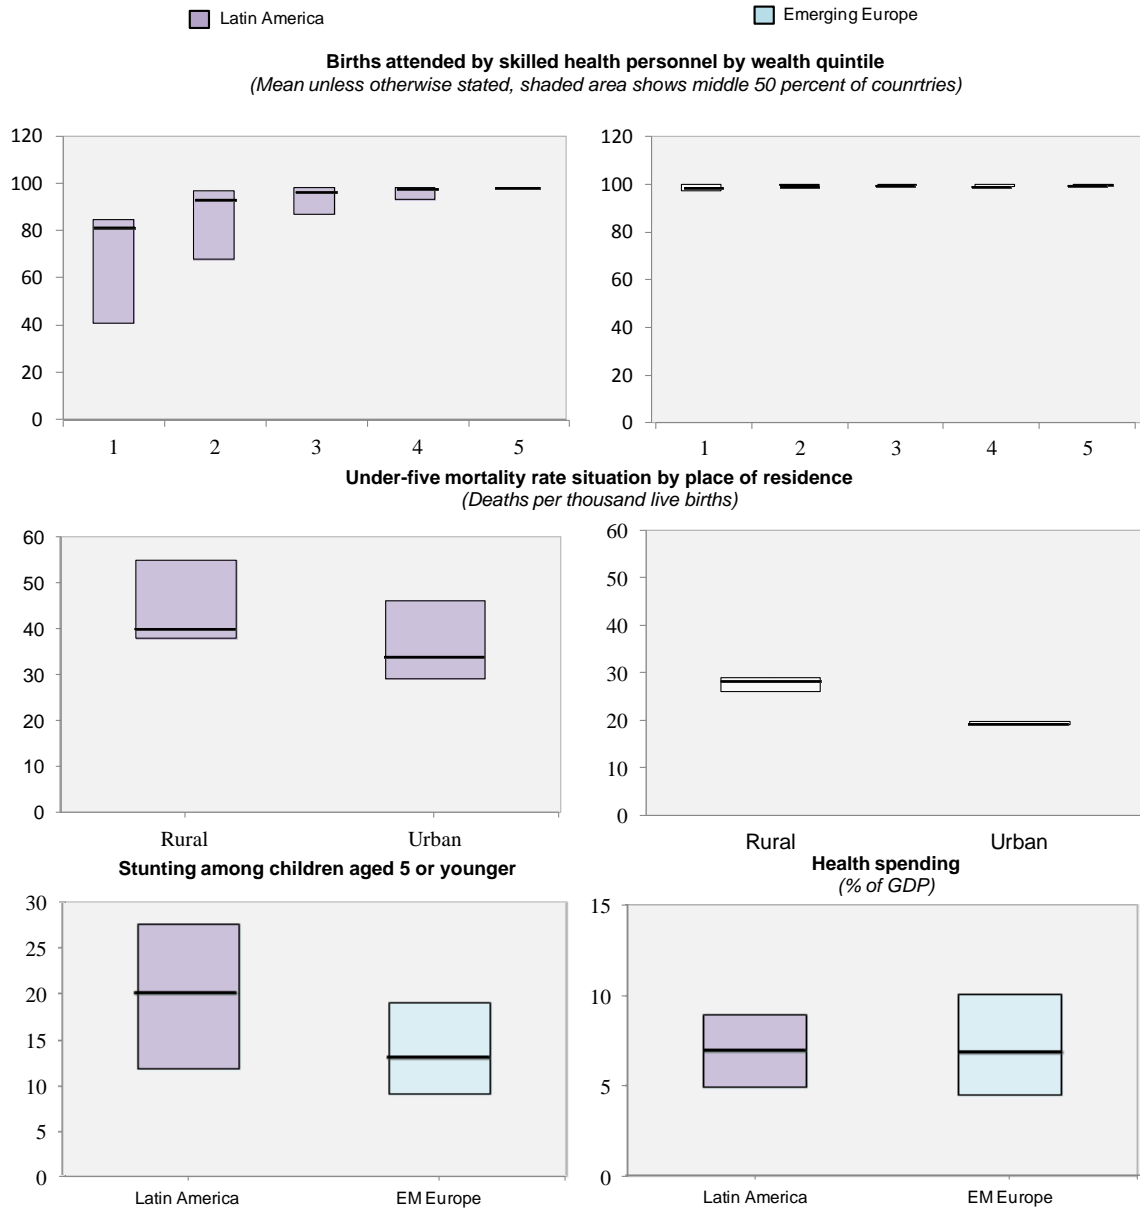 Latin America
Emerging Europe
Births attended by skilled health personnel by wealth quintile
(Mean unless otherwise stated, shaded area shows middle 50 percent of counrtries)
120
100
80
60
40
20
0
1 2 3 4 5
120
100
80
60
40
20
0
1 2 3 4 5
Under-five mortality rate situation by place of residence
(Deaths per thousand live births)
60
50
40
30
20
10
0
Rural Urban
60
50
40
30
20
10
0
Rural Urban
Stunting among children aged 5 or younger
30
25
20
15
10
5
0
Latin America EM Europe
Health spending
(% of GDP)
15
10
5
0
Latin America EM Europe